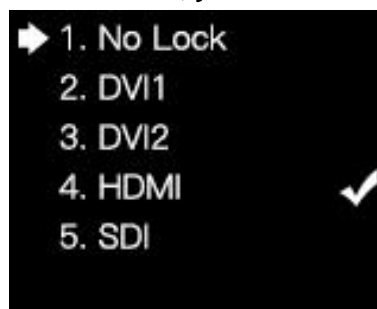 1. No Lock
2. DVI1
3. DVI2
4. HDMI
5. SDI